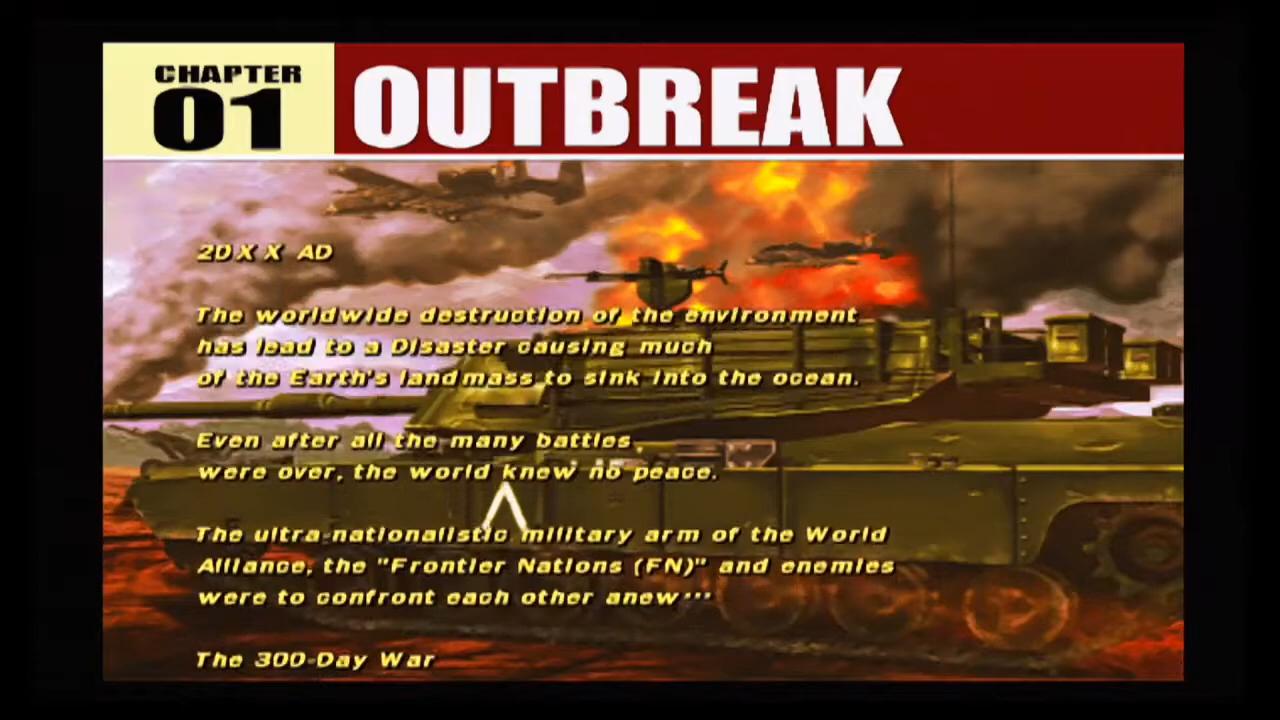 CHAPTER
01
OUTBREAK
20XX AD
The worldwide destruction of the environment
has lead to a Disaster causing much
of the Earth's landmass to sink into the ocean.
Even after all the many battles
were over, the world knew no peace.
The ultra-nationalistic military arm of the World
Alliance, the "Frontier Nations (FN)" and enemies
were to confront each other anew···
The 300-Day War